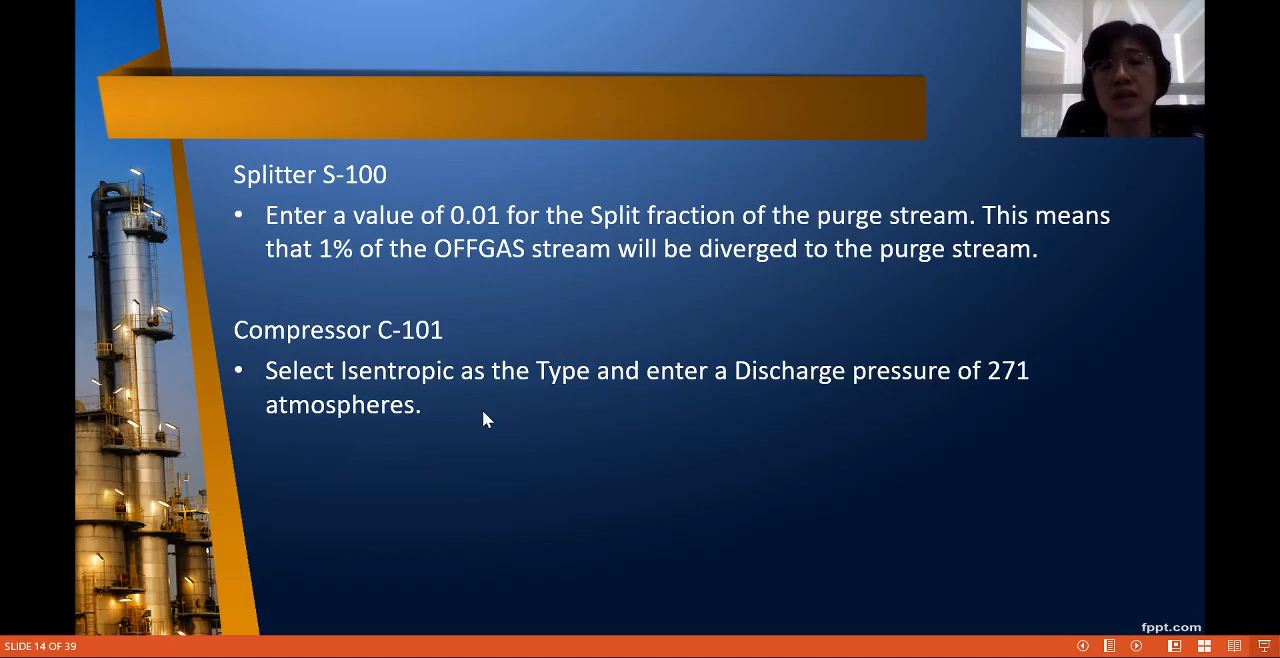 Splitter S-100
• Enter a value of 0.01 for the Split fraction of the purge stream. This means
that 1% of the OFFGAS stream will be diverged to the purge stream.
Compressor C-101
• Select Isentropic as the Type and enter a Discharge pressure of 271
atmospheres.
fppt.com
SLIDE 14 OF 39